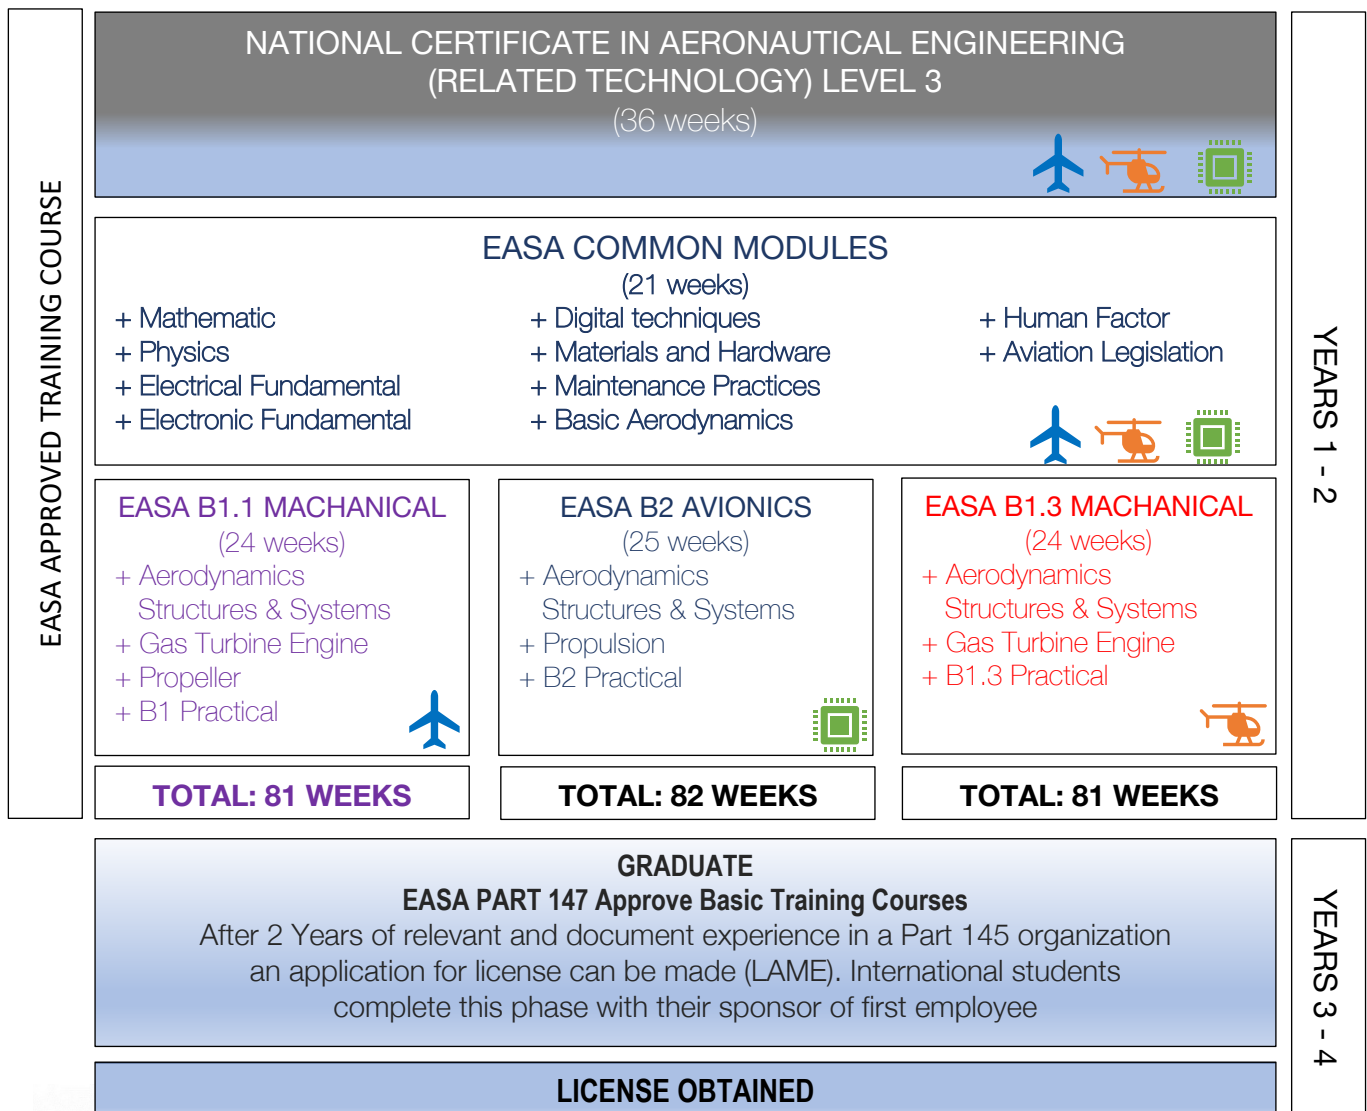 EASA APPROVED TRAINING COURSE
NATIONAL CERTIFICATE IN AERONAUTICAL ENGINEERING
(RELATED TECHNOLOGY) LEVEL 3
(36 weeks)
EASA COMMON MODULES
(21 weeks)
+ Mathematic
+ Physics
+ Electrical Fundamental
+ Electronic Fundamental
+ Digital techniques
+ Materials and Hardware
+ Maintenance Practices
+ Basic Aerodynamics
+ Human Factor
+ Aviation Legislation
EASA B1.1 MACHANICAL
(24 weeks)
+ Aerodynamics
Structures & Systems
+ Gas Turbine Engine
+ Propeller
+ B1 Practical
TOTAL: 81 WEEKS
EASA B2 AVIONICS
(25 weeks)
+ Aerodynamics
Structures & Systems
+ Propulsion
+ B2 Practical
TOTAL: 82 WEEKS
EASA B1.3 MACHANICAL
(24 weeks)
+ Aerodynamics
Structures & Systems
+ Gas Turbine Engine
+ B1.3 Practical
TOTAL: 81 WEEKS
YEARS 1 - 2
GRADUATE
EASA PART 147 Approve Basic Training Courses
After 2 Years of relevant and document experience in a Part 145 organization
an application for license can be made (LAME). International students
complete this phase with their sponsor of first employee
YEARS 3 - 4
LICENSE OBTAINED